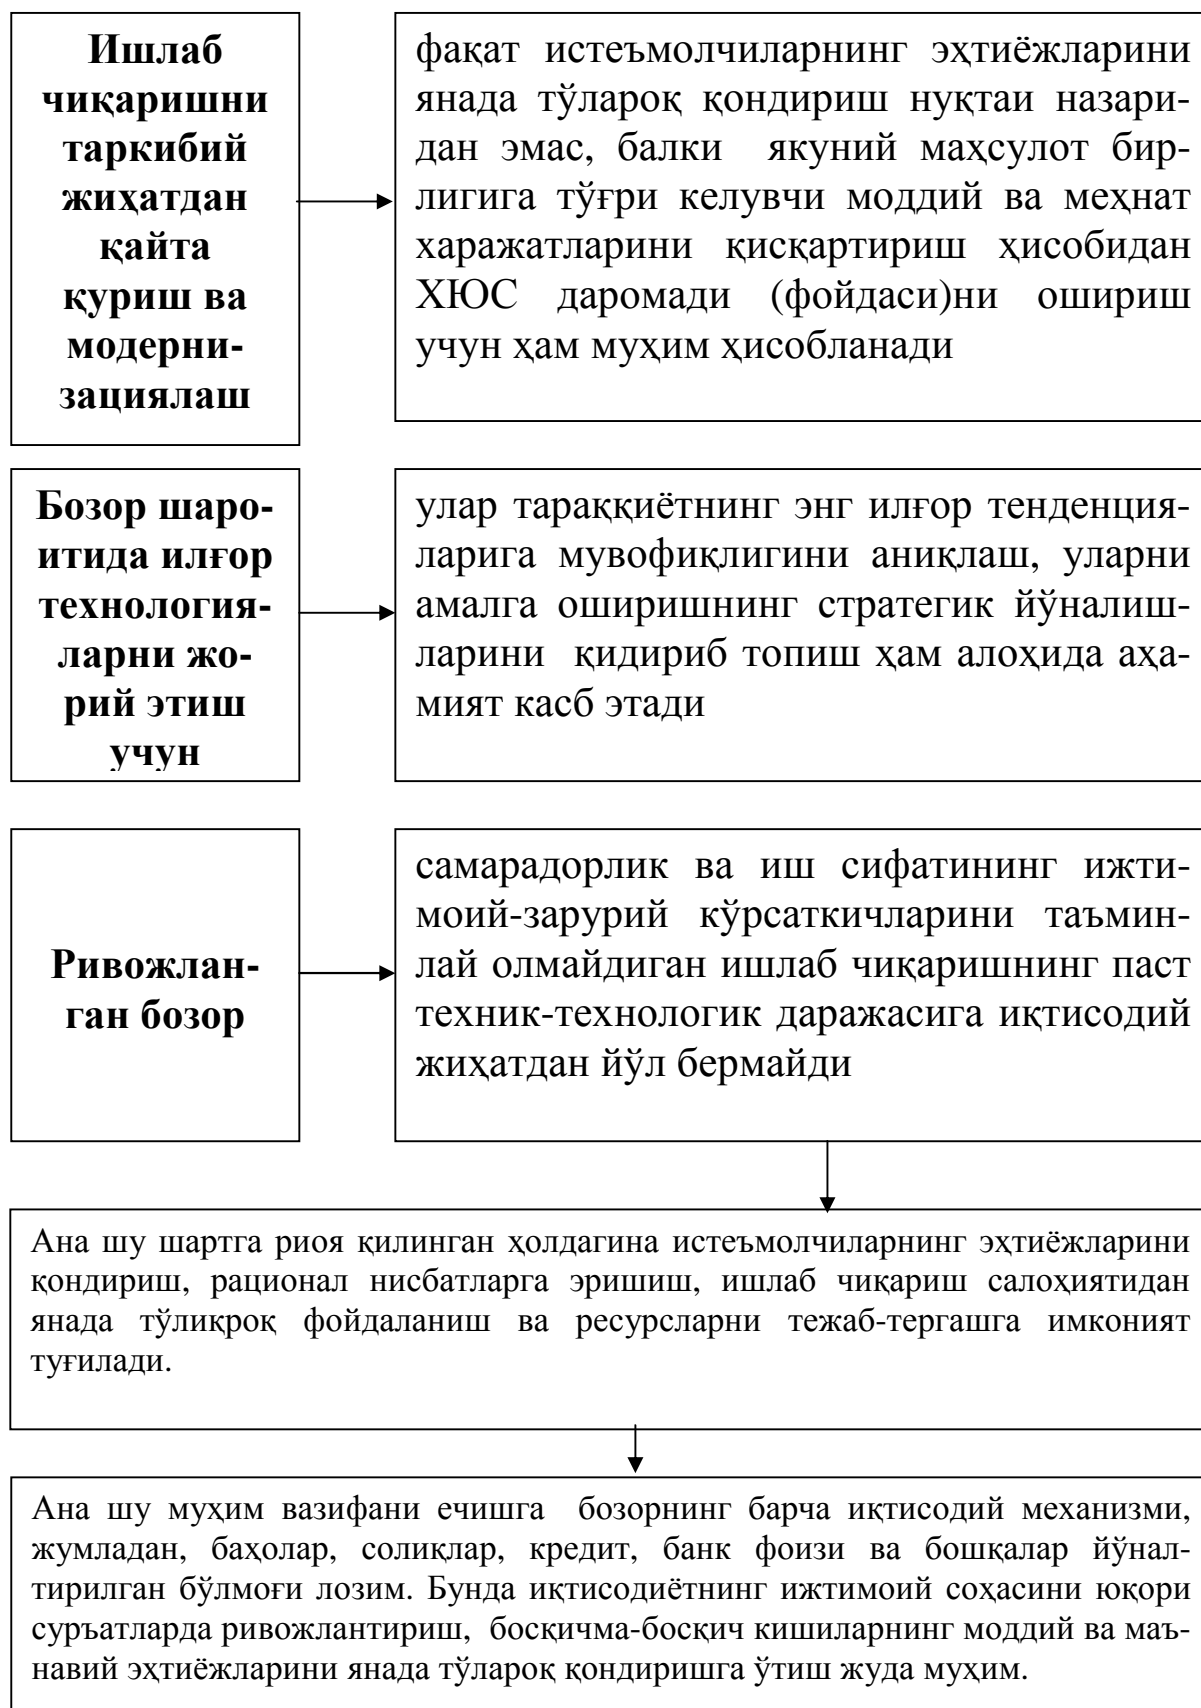 Ишлаб
чиқаришни
таркибий
жиҳатдан
қайта
қуриш ва
модерни-
зациялаш
фақат истеъмолчиларнинг эҳтиёжларини
янада тўлароқ қондириш нуқтаи назари-
дан эмас, балки якуний маҳсулот бир-
лигига тўғри келувчи моддий ва меҳнат
харажатларини қисқартириш ҳисобидан
ХЮС даромади (фойдаси)ни ошириш
учун ҳам муҳим ҳисобланади
Бозор шаро-
итида илғор
технология-
ларни жо-
рий этиш
учун
улар тараққиётнинг энг илғор тенденция-
ларига мувофиқлигини аниқлаш, уларни
амалга оширишнинг стратегик йўналиш-
ларини қидириб топиш ҳам алоҳида аҳа-
мият касб этади
Ривожлан-
ган бозор
самарадорлик ва иш сифатининг ижти-
моий-зарурий кўрсаткичларини таъмин-
лай олмайдиган ишлаб чиқаришнинг паст
техник-технологик даражасига иқтисодий
жиҳатдан йўл бермайди
Ана шу шартга риоя қилинган ҳолдагина истеъмолчиларнинг эҳтиёжларини
қондириш, рационал нисбатларга эришиш, ишлаб чиқариш салоҳиятидан
янада тўлиқроқ фойдаланиш ва ресурсларни тежаб-тергашга имконият
туғилади.
Ана шу муҳим вазифани ечишга бозорнинг барча иқтисодий механизми,
жумладан, баҳолар, солиқлар, кредит, банк фоизи ва бошқалар йўнал-
тирилган бўлмоғи лозим. Бунда иқтисодиётнинг ижтимоий соҳасини юқори
суръатларда ривожлантириш, босқичма-босқич кишиларнинг моддий ва маъ-
навий эҳтиёжларини янада тўлароқ қондиришга ўтиш жуда муҳим.